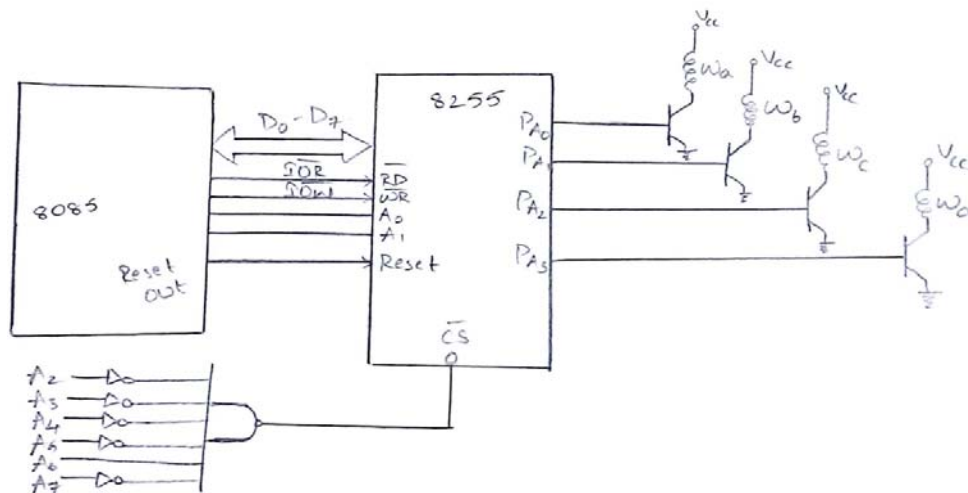 Vcc
Wa
Vcc
Wb
Vcc
Wc
Vcc
8255
D0-D7
PA0
PA1
PA2
PA3
8085
IOR
IOW
RD
WR
A0
A1
Reset
Reset
out
CS
A2
A3
A4
A5
A6
A7